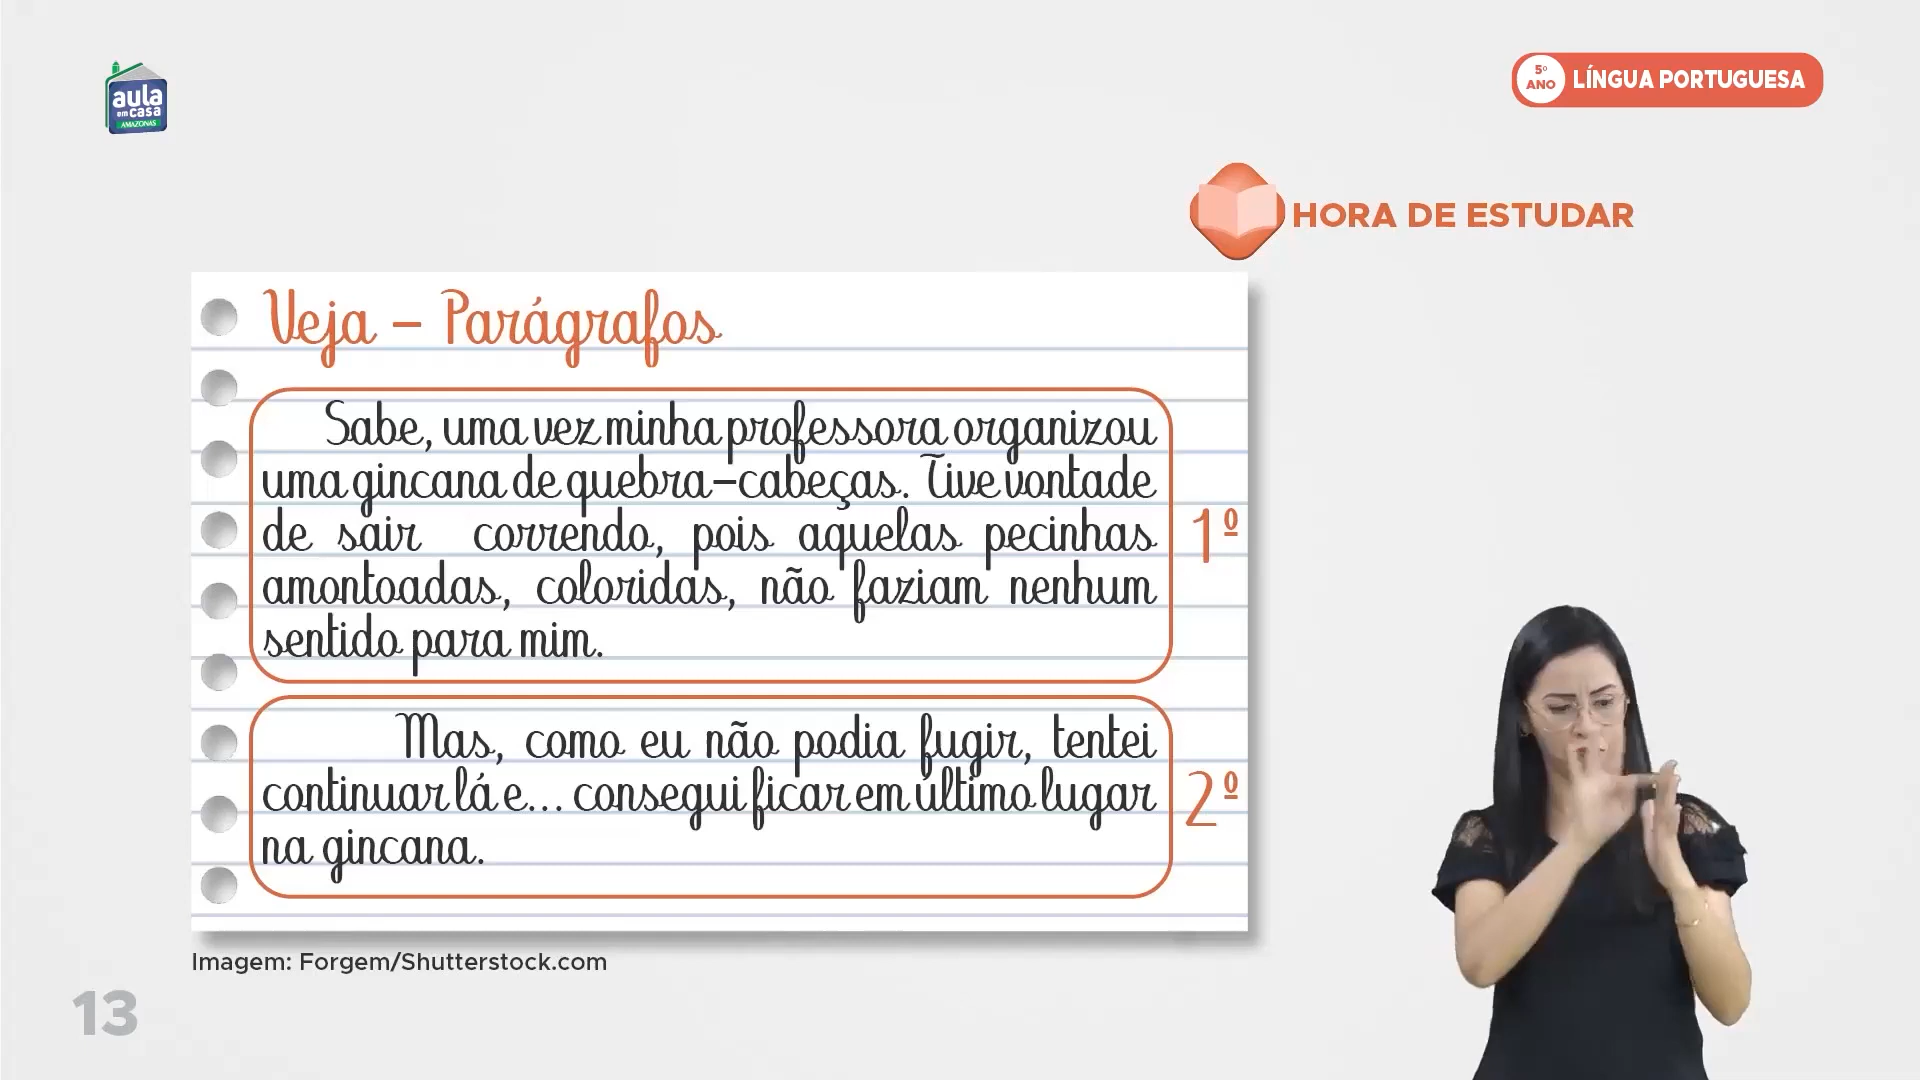 aula
em casa
AMAZONAS
5º
ANO
LÍNGUA PORTUGUESA
HORA DE ESTUDAR
Veja - Parágrafos
Sabe, uma vez minha professora organizou
uma gincana de quebra-cabeças. Tive vontade
de sair correndo, pois aquelas pecinhas
amontoadas, coloridas, não faziam nenhum
sentido para mim.
1º
Mas, como eu não podia fugir, tentei
continuar lá e... consegui ficar em último lugar
na gincana.
2º
Imagem: Forgem/Shutterstock.com
13